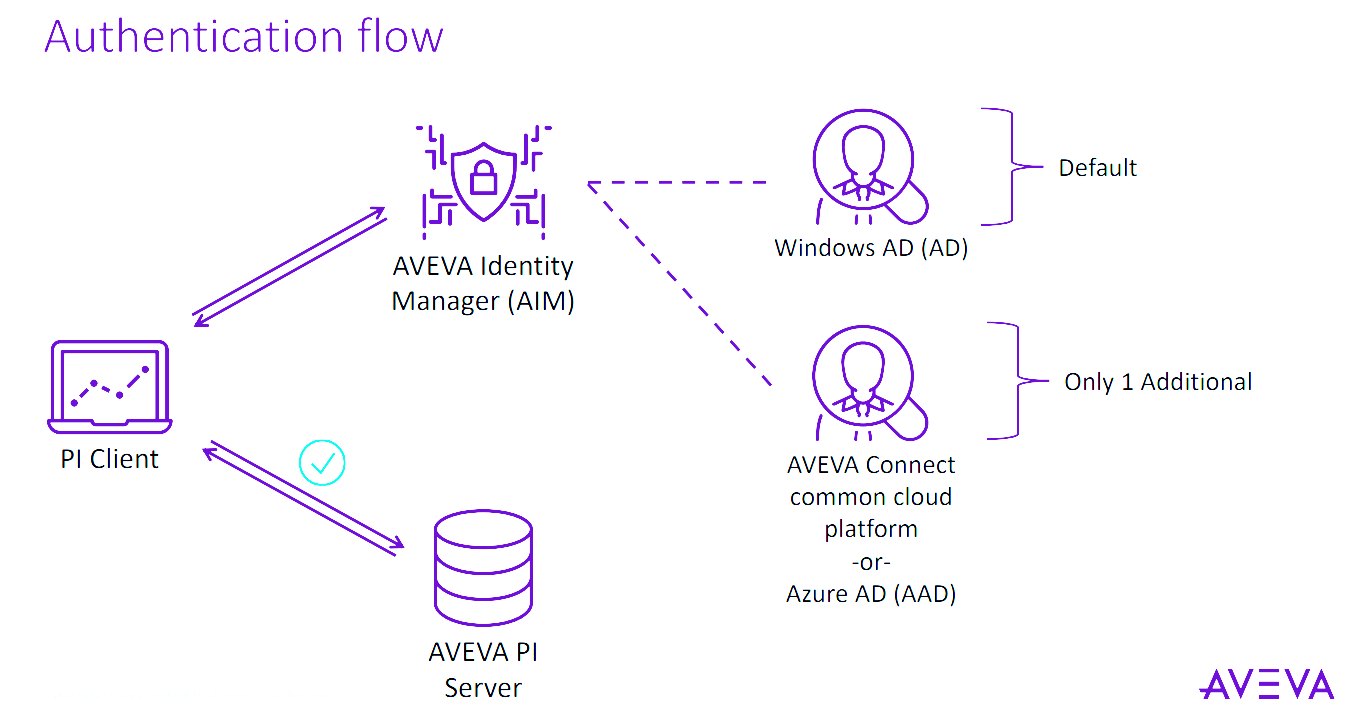 Authentication flow
AVEVA Identity
Manager (AIM)
Windows AD (AD)
Default
PI Client
AVEVA Connect
common cloud
platform
-or-
Azure AD (AAD)
Only 1 Additional
AVEVA PI
Server
AVEVA